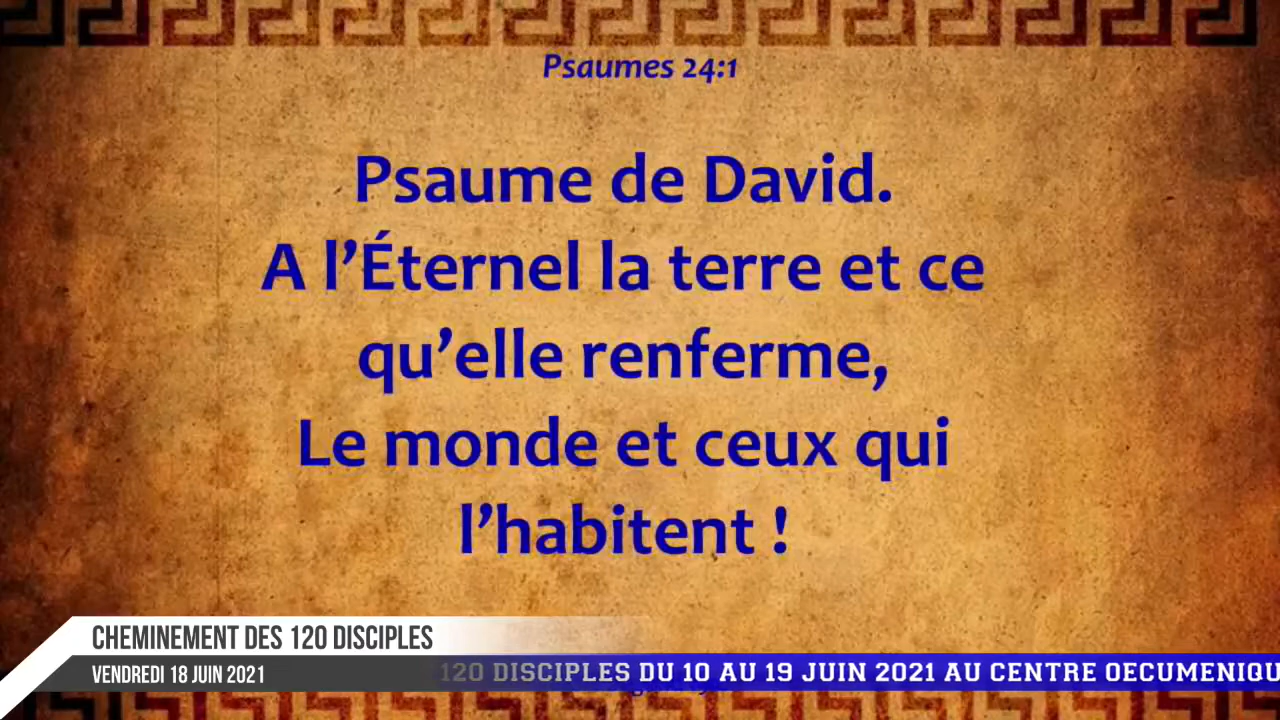 Psaumes 24:1
Psaume de David.
A l’Éternel la terre et ce
qu’elle renferme,
Le monde et ceux qui
l’habitent !
CHEMINEMENT DES 120 DISCIPLES
VENDREDI 18 JUIN 2021
120 DISCIPLES DU 10 AU 19 JUIN 2021 AU CENTRE OECUMENIQU